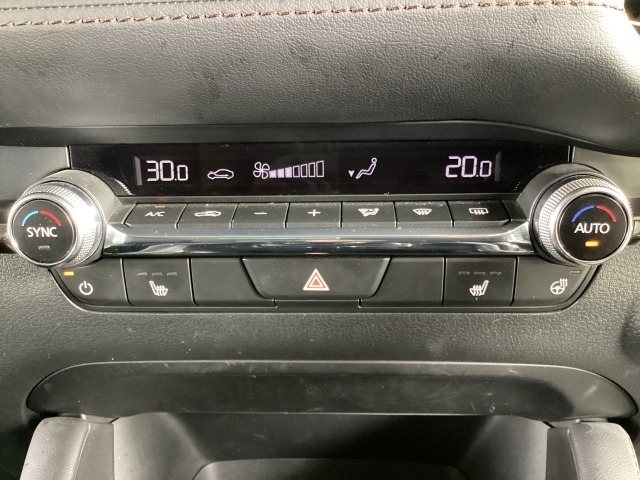 30.0 20.0
A/C - +
SYNC AUTO